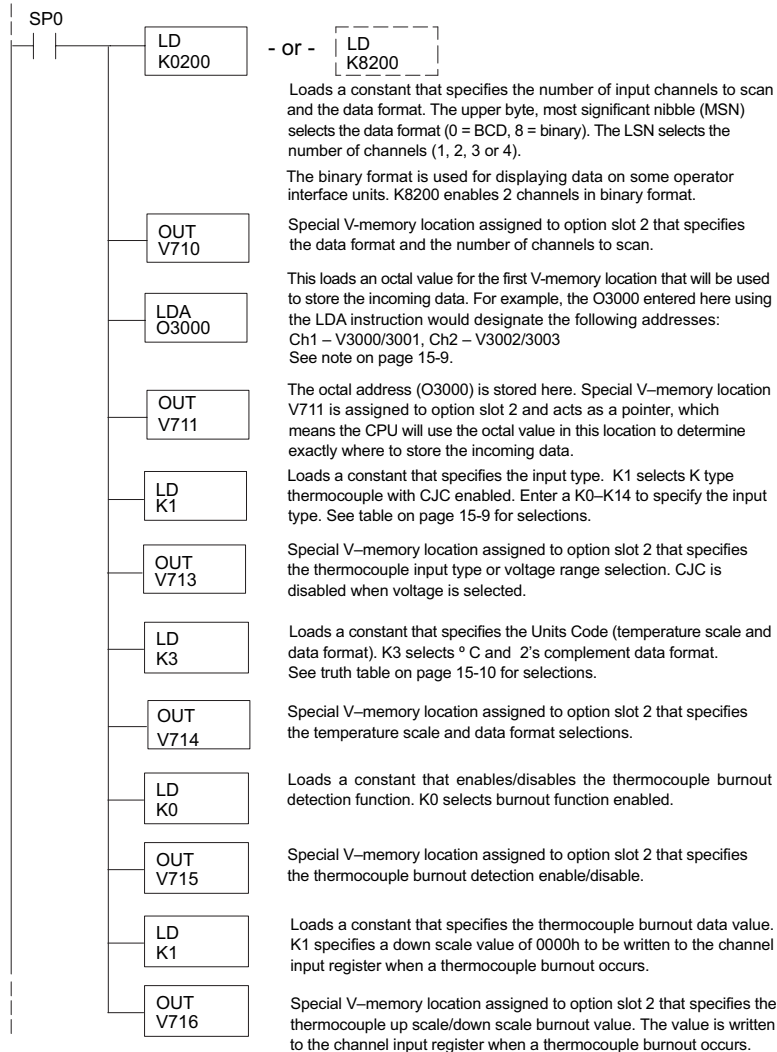 SP0
LD
K0200
- or -
LD
K8200
Loads a constant that specifies the number of input channels to scan
and the data format. The upper byte, most significant nibble (MSN)
selects the data format (0 = BCD, 8 = binary). The LSN selects the
number of channels (1, 2, 3 or 4).
The binary format is used for displaying data on some operator
interface units. K8200 enables 2 channels in binary format.
OUT
V710
Special V-memory location assigned to option slot 2 that specifies
the data format and the number of channels to scan.
LDA
O3000
This loads an octal value for the first V-memory location that will be used
to store the incoming data. For example, the O3000 entered here using
the LDA instruction would designate the following addresses:
Ch1 – V3000/3001, Ch2 – V3002/3003
See note on page 15-9.
OUT
V711
The octal address (O3000) is stored here. Special V–memory location
V711 is assigned to option slot 2 and acts as a pointer, which
means the CPU will use the octal value in this location to determine
exactly where to store the incoming data.
LD
K1
Loads a constant that specifies the input type. K1 selects K type
thermocouple with CJC enabled. Enter a K0–K14 to specify the input
type. See table on page 15-9 for selections.
OUT
V713
Special V–memory location assigned to option slot 2 that specifies
the thermocouple input type or voltage range selection. CJC is
disabled when voltage is selected.
LD
K3
Loads a constant that specifies the Units Code (temperature scale and
data format). K3 selects º C and 2’s complement data format.
See truth table on page 15-10 for selections.
OUT
V714
Special V–memory location assigned to option slot 2 that specifies
the temperature scale and data format selections.
LD
K0
Loads a constant that enables/disables the thermocouple burnout
detection function. K0 selects burnout function enabled.
OUT
V715
Special V–memory location assigned to option slot 2 that specifies
the thermocouple burnout detection enable/disable.
LD
K1
Loads a constant that specifies the thermocouple burnout data value.
K1 specifies a down scale value of 0000h to be written to the channel
input register when a thermocouple burnout occurs.
OUT
V716
Special V–memory location assigned to option slot 2 that specifies the
thermocouple up scale/down scale burnout value. The value is written
to the channel input register when a thermocouple burnout occurs.